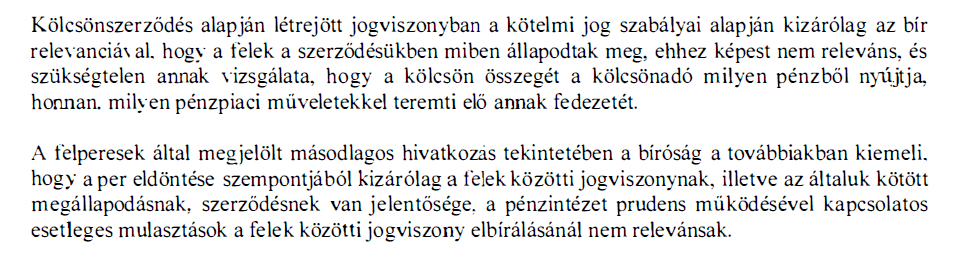 Kölcsönszerződés alapján létrejött jogviszonyban a kötelmi jog szabályai alapján kizárólag az bír
relevanciával, hogy a felek a szerződésükben miben állapodtak meg, ehhez képest nem releváns, és
szükségtelen annak vizsgálata, hogy a kölcsön összegét a kölcsönadó milyen pénzből nyújtja,
honnan, milyen pénzpiaci műveletekkel teremti elő annak fedezetét.
A felperesek által megjelölt másodlagos hivatkozás tekintetében a bíróság a továbbiakban kiemeli,
hogy a per eldöntése szempontjából kizárólag a felek közötti jogviszonynak, illetve az általuk kötött
megállapodásnak, szerződésnek van jelentősége, a pénzintézet prudens működésével kapcsolatos
esetleges mulasztások a felek közötti jogviszony elbírálásánál nem relevánsak.